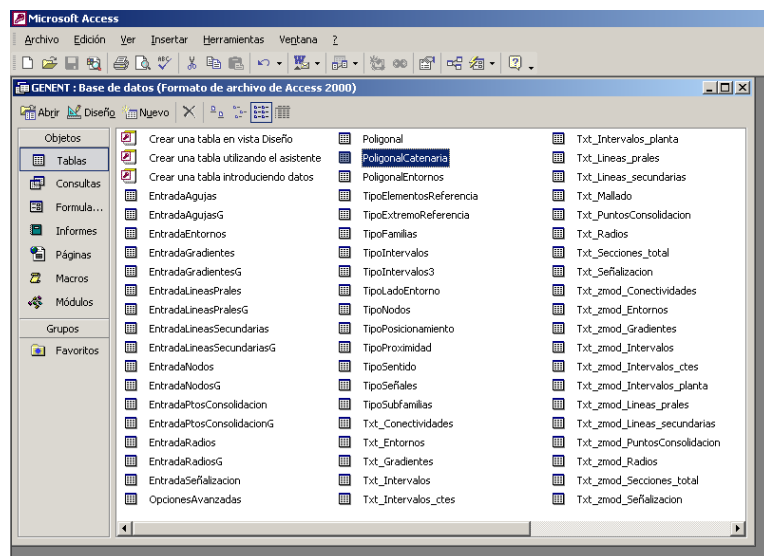 Microsoft Access
Archivo Edición Ver Insertar Herramientas Ventana ?
GENENT : Base de datos (Formato de archivo de Access 2000)
Abrir Diseño Nuevo
Objetos
Tablas
Consultas
Formula...
Informes
Páginas
Macros
Módulos
Grupos
Favoritos
Crear una tabla en vista Diseño
Crear una tabla utilizando el asistente
Crear una tabla introduciendo datos
EntradaAgujas
EntradaAgujasG
EntradaEntornos
EntradaGradientes
EntradaGradientesG
EntradaLineasPrales
EntradaLineasPralesG
EntradaLineasSecundarias
EntradaLineasSecundariasG
EntradaNodos
EntradaNodosG
EntradaPtosConsolidacion
EntradaPtosConsolidacionG
EntradaRadios
EntradaRadiosG
EntradaSeñalizacion
OpcionesAvanzadas
Poligonal
PoligonalCatenaria
PoligonalEntornos
TipoElementosReferencia
TipoExtremoReferencia
TipoFamilias
TipoIntervalos
TipoIntervalos3
TipoLadoEntorno
TipoNodos
TipoPosicionamiento
TipoProximidad
TipoSentido
TipoSeñales
TipoSubfamilias
Txt_Conectividades
Txt_Entornos
Txt_Gradientes
Txt_Intervalos
Txt_Intervalos_ctes
Txt_Intervalos_planta
Txt_Lineas_prales
Txt_Lineas_secundarias
Txt_Mallado
Txt_PuntosConsolidacion
Txt_Radios
Txt_Secciones_total
Txt_Señalizacion
Txt_zmod_Conectividades
Txt_zmod_Entornos
Txt_zmod_Gradientes
Txt_zmod_Intervalos
Txt_zmod_Intervalos_ctes
Txt_zmod_Intervalos_planta
Txt_zmod_Lineas_prales
Txt_zmod_Lineas_secundarias
Txt_zmod_PuntosConsolidacion
Txt_zmod_Radios
Txt_zmod_Secciones_total
Txt_zmod_Señalizacion